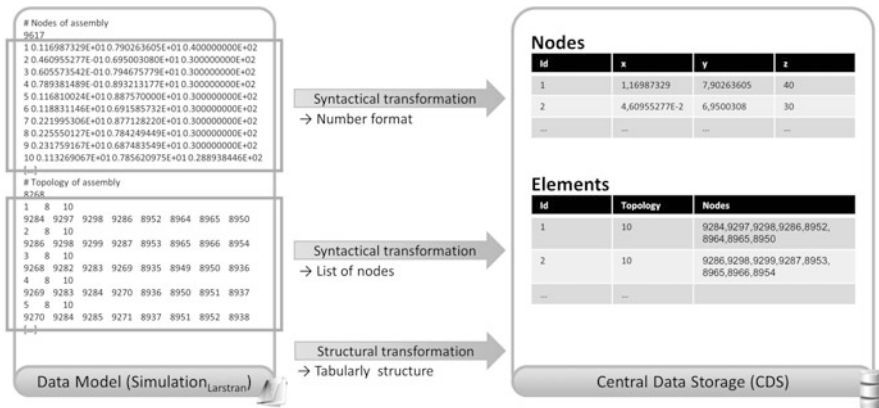 # Nodes of assembly
9617
1 0.116987329E+01 0.790263605E+01 0.400000000E+02
2 0.460955277E-01 0.695003080E+01 0.300000000E+02
3 0.605573542E-01 0.794675779E+01 0.300000000E+02
4 0.789381489E-01 0.893213177E+01 0.300000000E+02
5 0.116810024E+01 0.887570000E+01 0.300000000E+02
6 0.118831146E+01 0.691585732E+01 0.300000000E+02
7 0.221995306E+01 0.877128220E+01 0.300000000E+02
8 0.225550127E+01 0.784249449E+01 0.300000000E+02
9 0.231759167E+01 0.687483549E+01 0.300000000E+02
10 0.113269067E+01 0.785620975E+01 0.288938446E+02
[...]
# Topology of assembly
8268
1 8 10
9284 9297 9298 9286 8952 8964 8965 8950
2 8 10
9286 9298 9299 9287 8953 8965 8966 8954
3 8 10
9268 9282 9283 9269 8935 8949 8950 8936
4 8 10
9269 9283 9284 9270 8936 8950 8951 8937
5 8 10
9270 9284 9285 9271 8937 8951 8952 8938
[...]
Data Model (Simulation Larstran)
Syntactical transformation
→ Number format
Syntactical transformation
→ List of nodes
Structural transformation
→ Tabularly structure
Nodes
Id x y z
1 1,16987329 7,90263605 40
2 4,60955277E-2 6,9500308 30
... ... ... ...
Elements
Id Topology Nodes
1 10 9284,9297,9298,9286,8952,
8964,8965,8950
2 10 9286,9298,9299,9287,8953,
8965,8966,8954
... ...
Central Data Storage (CDS)